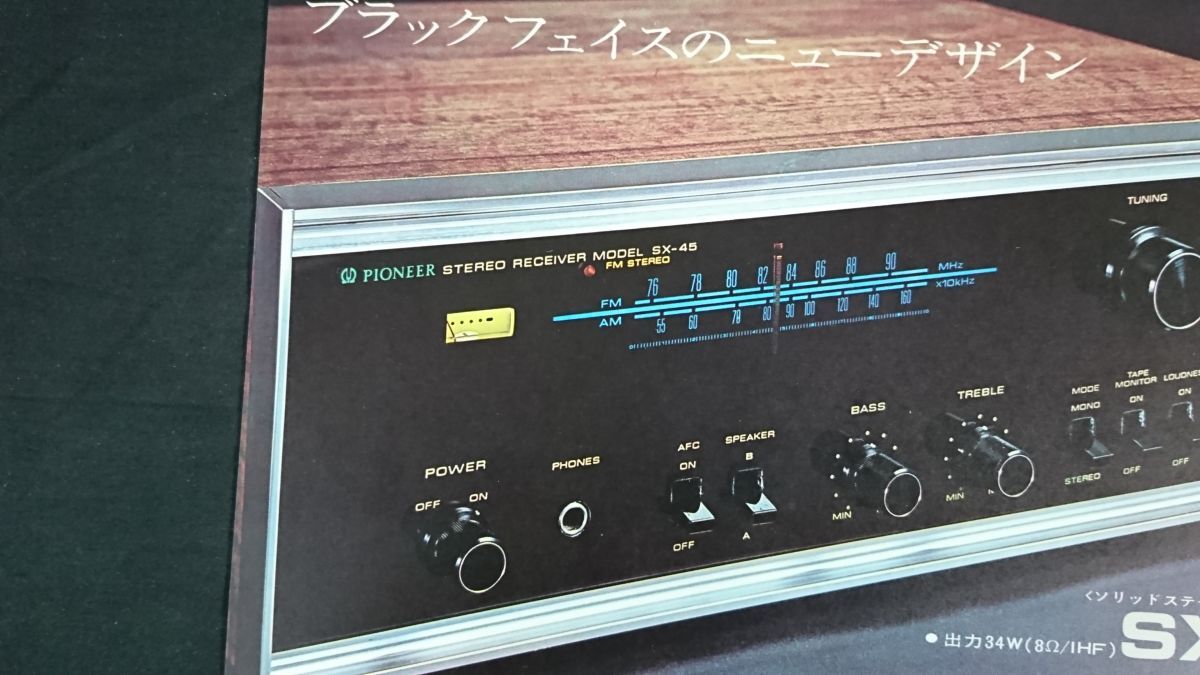 ブラックフェイスのニューデザイン
TUNING
PIONEER STEREO RECEIVER MODEL SX-45
FM STEREO
76 78 80 82 84 86 88 90 MHz
FM
AM
55 60 70 80 90 100 120 140 160 x10kHz
POWER
OFF ON
PHONES
AFC
ON
OFF
SPEAKER
B
A
BASS
MIN
TREBLE
MIN
MODE
MONO
STEREO
TAPE
MONITOR
ON
OFF
LOUDNES
ON
OFF
<ソリッドステ
●出力34W(8Ω/IHF) SX